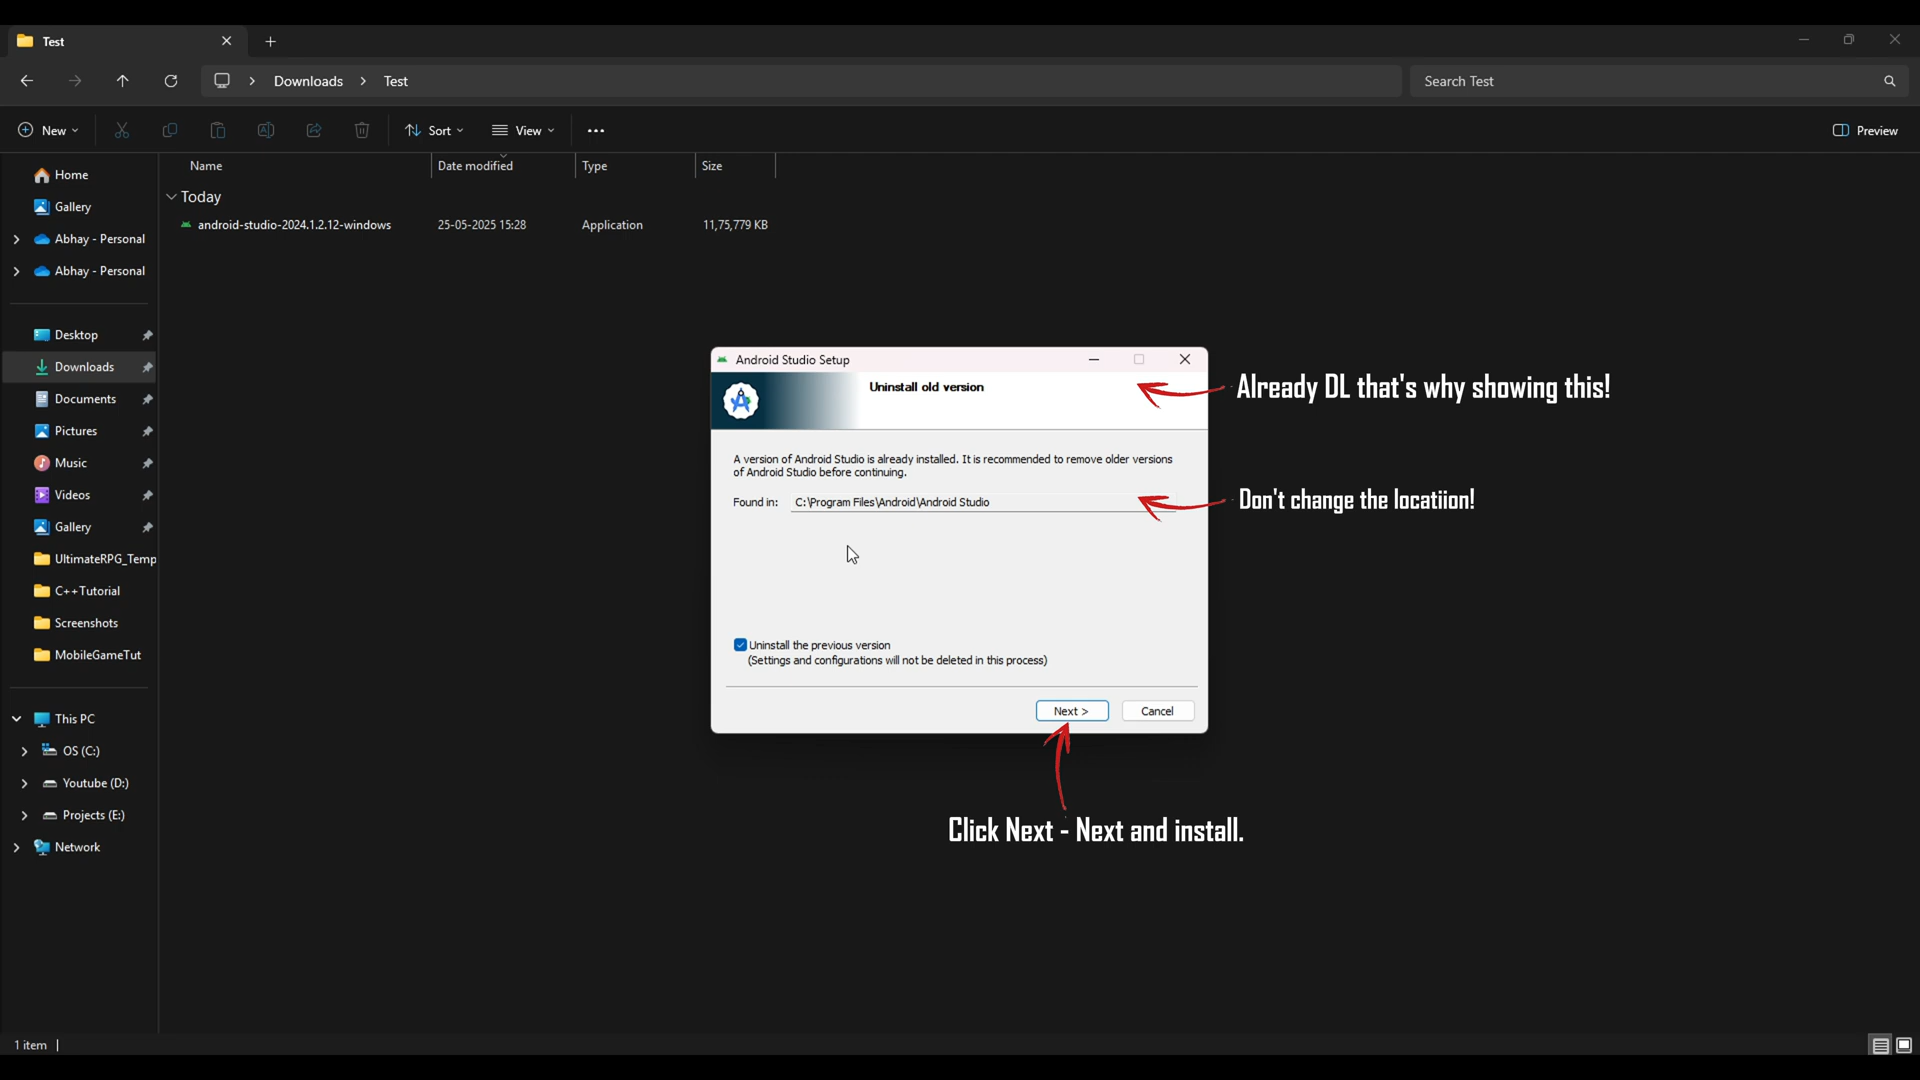 Test
Downloads
Test
Search Test
New
Sort
View
Preview
Name
Date modified
Type
Size
Today
android-studio-2024.1.2.12-windows
25-05-2025 15:28
Application
11,75,779 KB
Home
Gallery
Abhay - Personal
Abhay - Personal
Desktop
Downloads
Documents
Pictures
Music
Videos
Gallery
UltimateRPG_Temp
C++Tutorial
Screenshots
MobileGameTut
This PC
OS (C:)
Youtube (D:)
Projects (E:)
Network
Android Studio Setup
Uninstall old version
Already DL that's why showing this!
A version of Android Studio is already installed. It is recommended to remove older versions
of Android Studio before continuing.
Found in: C:\Program Files\Android\Android Studio
Don't change the locatiion!
Uninstall the previous version
(Settings and configurations will not be deleted in this process)
Next >
Cancel
Click Next - Next and install.
1 item